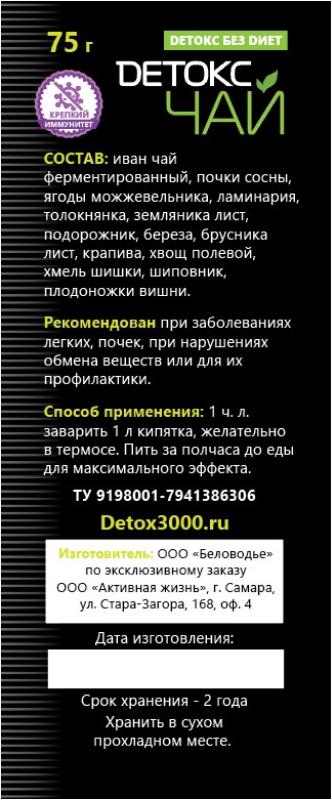 75 г
DЕТОКС БЕЗ DИЕТ
DЕТОКС
ЧАЙ
КРЕПКИЙ
ИММУНИТЕТ
СОСТАВ: иван чай
ферментированный, почки сосны,
ягоды можжевельника, ламинария,
толокнянка, земляника лист,
подорожник, береза, брусника
лист, крапива, хвощ полевой,
хмель шишки, шиповник,
плодоножки вишни.
Рекомендован при заболеваниях
легких, почек, при нарушениях
обмена веществ или для их
профилактики.
Способ применения: 1 ч. л.
заварить 1 л кипятка, желательно
в термосе. Пить за полчаса до еды
для максимального эффекта.
ТУ 9198001-7941386306
Detox3000.ru
Изготовитель: ООО «Беловодье»
по эксклюзивному заказу
ООО «Активная жизнь», г. Самара,
ул. Стара-Загора, 168, оф. 4
Дата изготовления:
Срок хранения - 2 года
Хранить в сухом
прохладном месте.